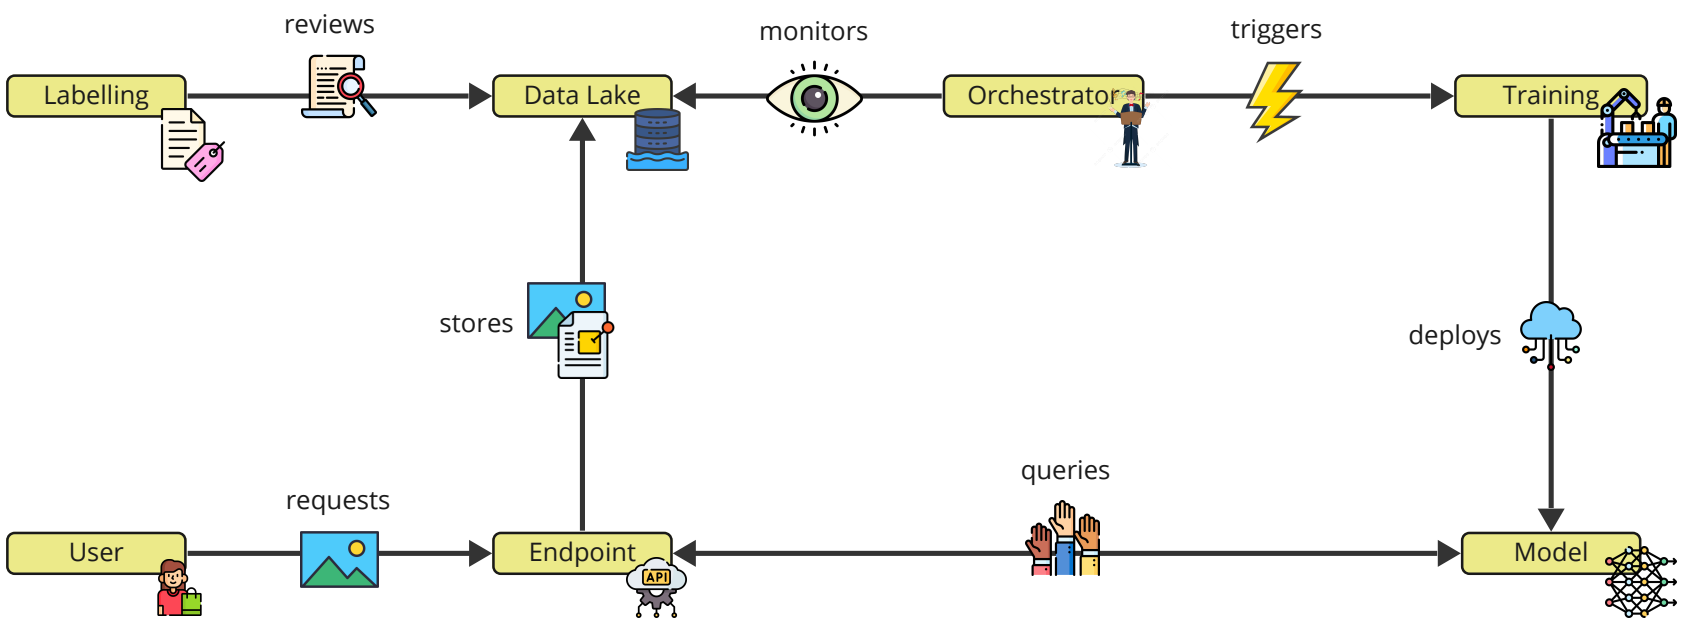 reviews
monitors
triggers
Labelling
Data Lake
Orchestrator
Training
stores
deploys
queries
requests
User
Endpoint
Model
API